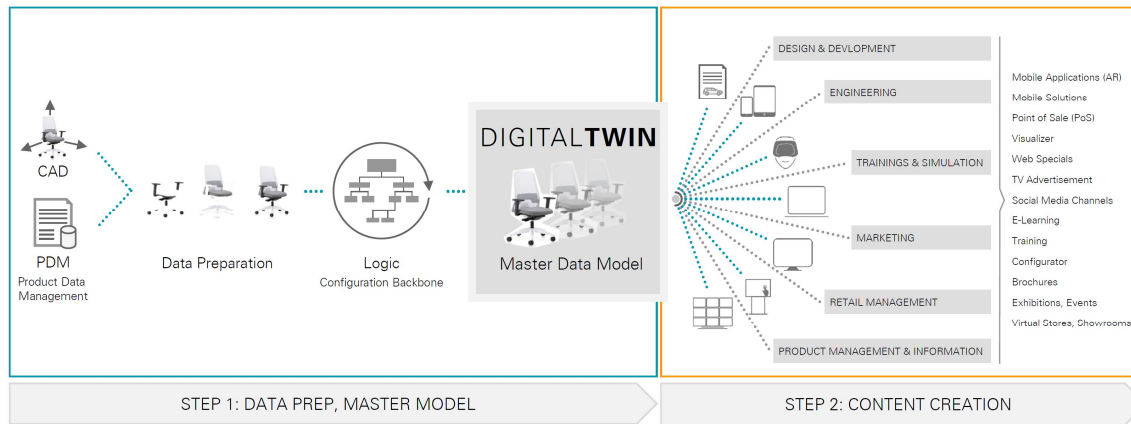 CAD
PDM
Product Data
Management
Data Preparation
Logic
Configuration Backbone
DIGITALTWIN
Master Data Model
DESIGN & DEVLOPMENT
ENGINEERING
TRAININGS & SIMULATION
MARKETING
RETAIL MANAGEMENT
PRODUCT MANAGEMENT & INFORMATION
Mobile Applications (AR)
Mobile Solutions
Point of Sale (PoS)
Visualizer
Web Specials
TV Advertisement
Social Media Channels
E-Learning
Training
Configurator
Brochures
Exhibitions, Events
Virtual Stores, Showrooms
STEP 1: DATA PREP, MASTER MODEL
STEP 2: CONTENT CREATION